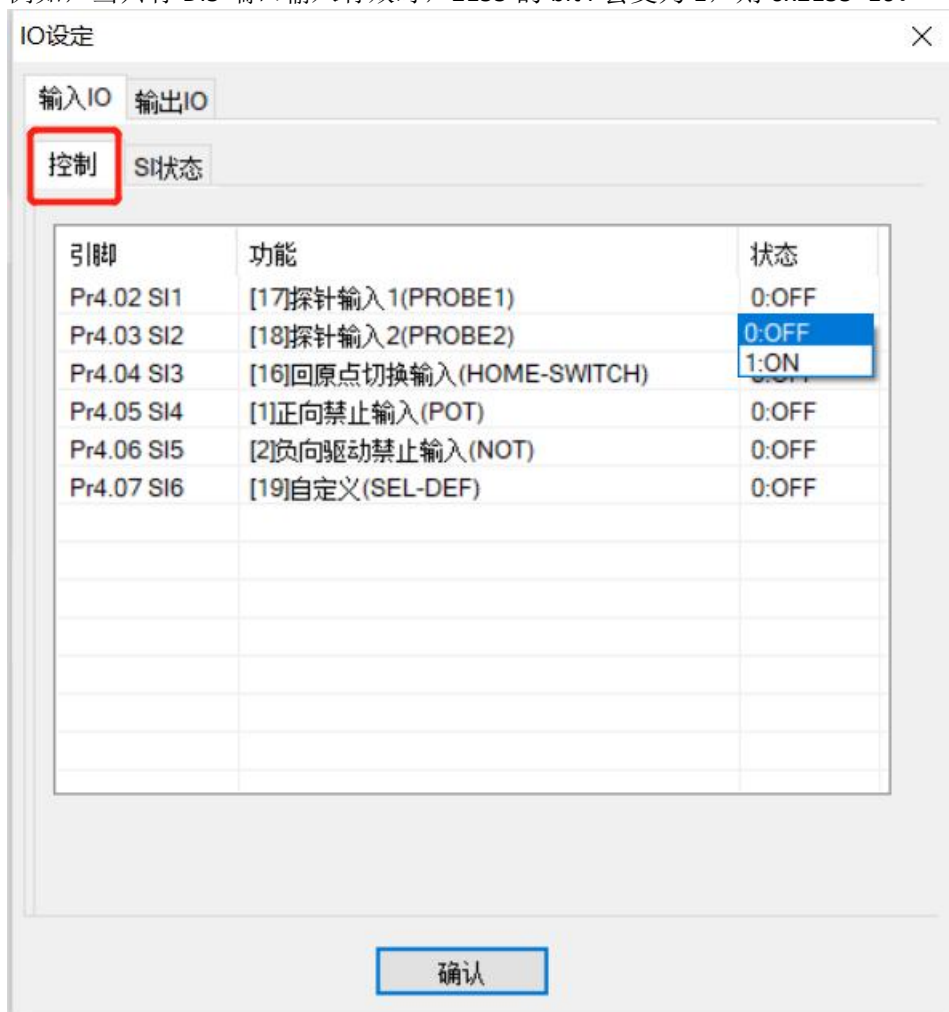 IO设定
输入IO 输出IO
控制 SI状态
引脚 功能 状态
Pr4.02 SI1 [17]探针输入1(PROBE1) 0:OFF
Pr4.03 SI2 [18]探针输入2(PROBE2) 0:OFF
1:ON
Pr4.04 SI3 [16]回原点切换输入(HOME-SWITCH)
Pr4.05 SI4 [1]正向禁止输入(POT) 0:OFF
Pr4.06 SI5 [2]负向驱动禁止输入(NOT) 0:OFF
Pr4.07 SI6 [19]自定义(SEL-DEF) 0:OFF
确认